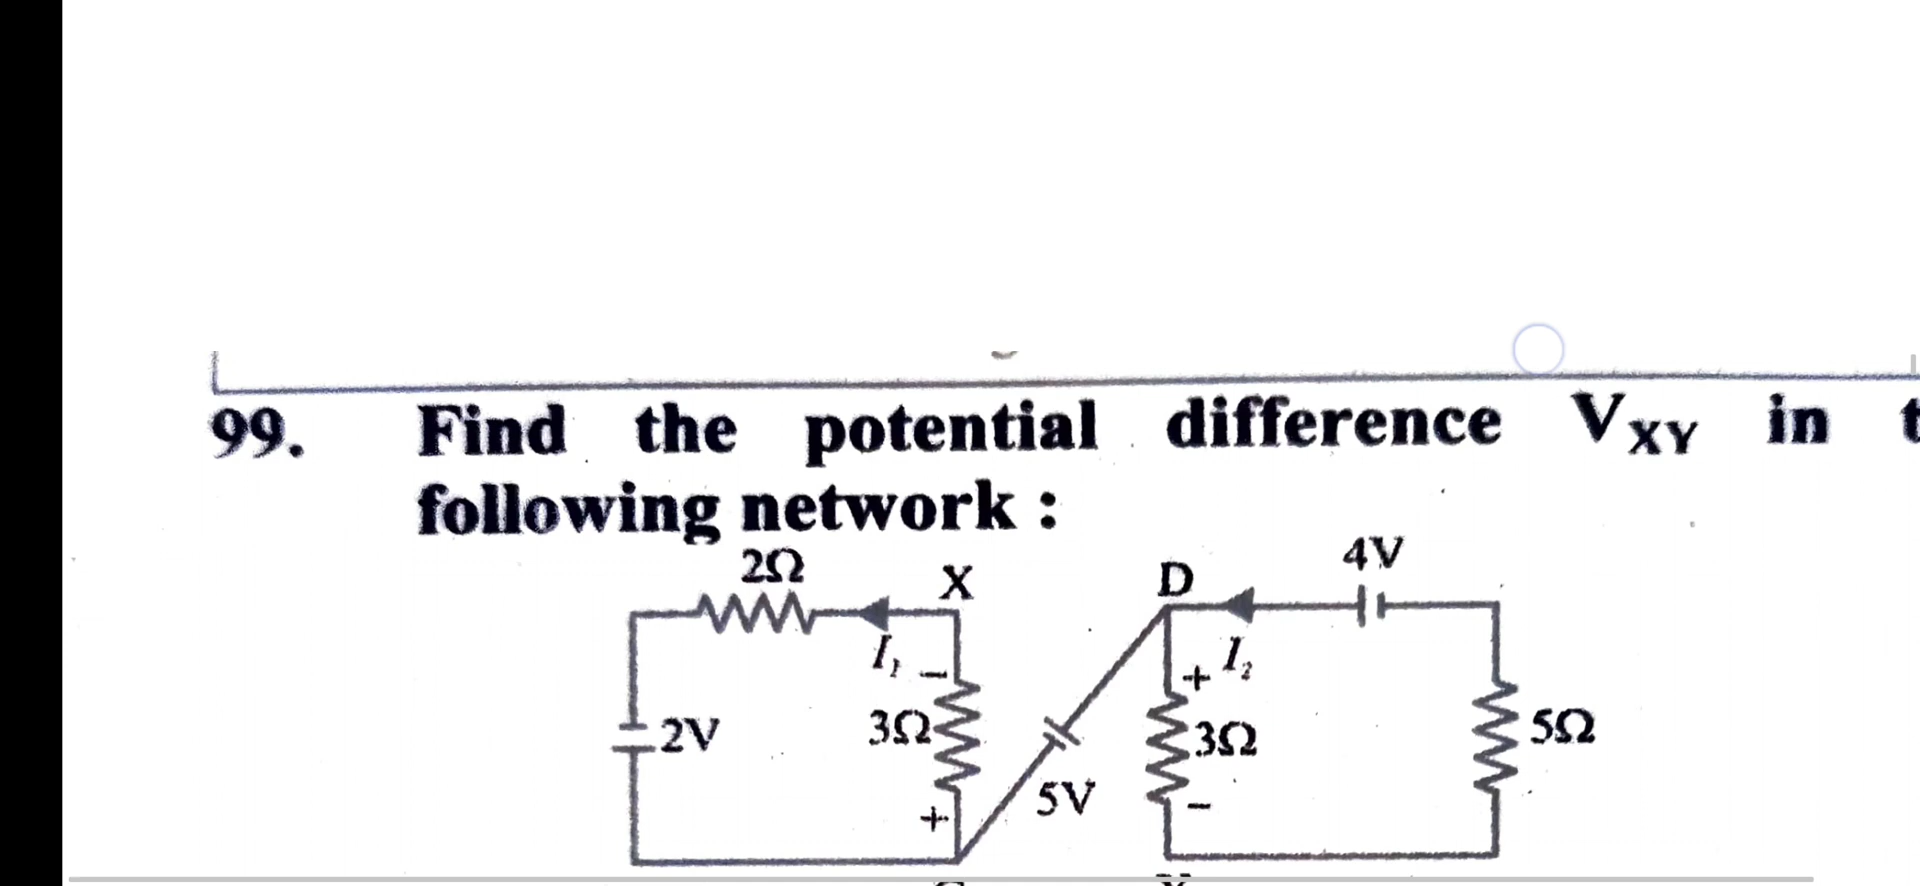 99. Find the potential difference V_XY in t
following network :
2Ω X D 4V
I₁ − + I₂
2V 3Ω 3Ω 5Ω
5V
+ −